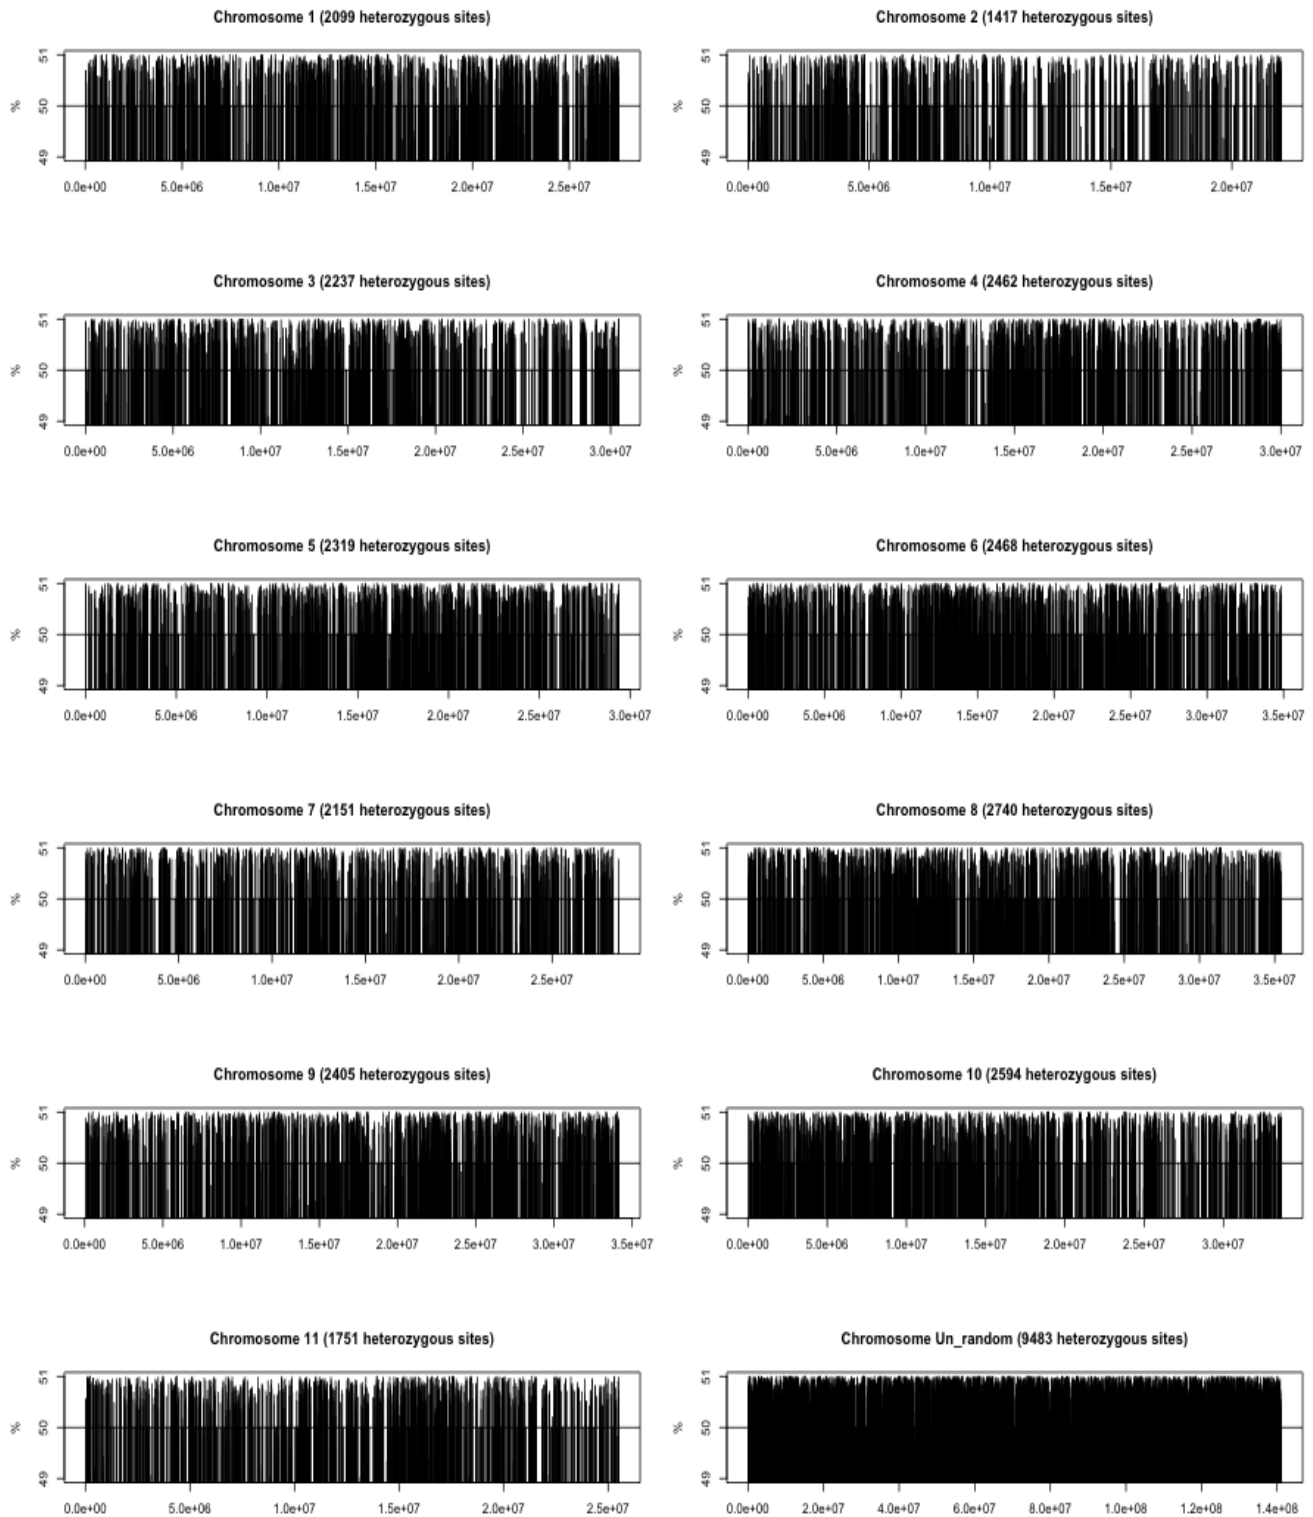 Chromosome 1 (2099 heterozygous sites)
%
51
50
49
0.0e+00 5.0e+06 1.0e+07 1.5e+07 2.0e+07 2.5e+07
Chromosome 2 (1417 heterozygous sites)
%
51
50
49
0.0e+00 5.0e+06 1.0e+07 1.5e+07 2.0e+07
Chromosome 3 (2237 heterozygous sites)
%
51
50
49
0.0e+00 5.0e+06 1.0e+07 1.5e+07 2.0e+07 2.5e+07 3.0e+07
Chromosome 4 (2462 heterozygous sites)
%
51
50
49
0.0e+00 5.0e+06 1.0e+07 1.5e+07 2.0e+07 2.5e+07 3.0e+07
Chromosome 5 (2319 heterozygous sites)
%
51
50
49
0.0e+00 5.0e+06 1.0e+07 1.5e+07 2.0e+07 2.5e+07 3.0e+07
Chromosome 6 (2468 heterozygous sites)
%
51
50
49
0.0e+00 5.0e+06 1.0e+07 1.5e+07 2.0e+07 2.5e+07 3.0e+07 3.5e+07
Chromosome 7 (2151 heterozygous sites)
%
51
50
49
0.0e+00 5.0e+06 1.0e+07 1.5e+07 2.0e+07 2.5e+07
Chromosome 8 (2740 heterozygous sites)
%
51
50
49
0.0e+00 5.0e+06 1.0e+07 1.5e+07 2.0e+07 2.5e+07 3.0e+07 3.5e+07
Chromosome 9 (2405 heterozygous sites)
%
51
50
49
0.0e+00 5.0e+06 1.0e+07 1.5e+07 2.0e+07 2.5e+07 3.0e+07 3.5e+07
Chromosome 10 (2594 heterozygous sites)
%
51
50
49
0.0e+00 5.0e+06 1.0e+07 1.5e+07 2.0e+07 2.5e+07 3.0e+07
Chromosome 11 (1751 heterozygous sites)
%
51
50
49
0.0e+00 5.0e+06 1.0e+07 1.5e+07 2.0e+07 2.5e+07
Chromosome Un_random (9483 heterozygous sites)
%
51
50
49
0.0e+00 2.0e+07 4.0e+07 6.0e+07 8.0e+07 1.0e+08 1.2e+08 1.4e+08